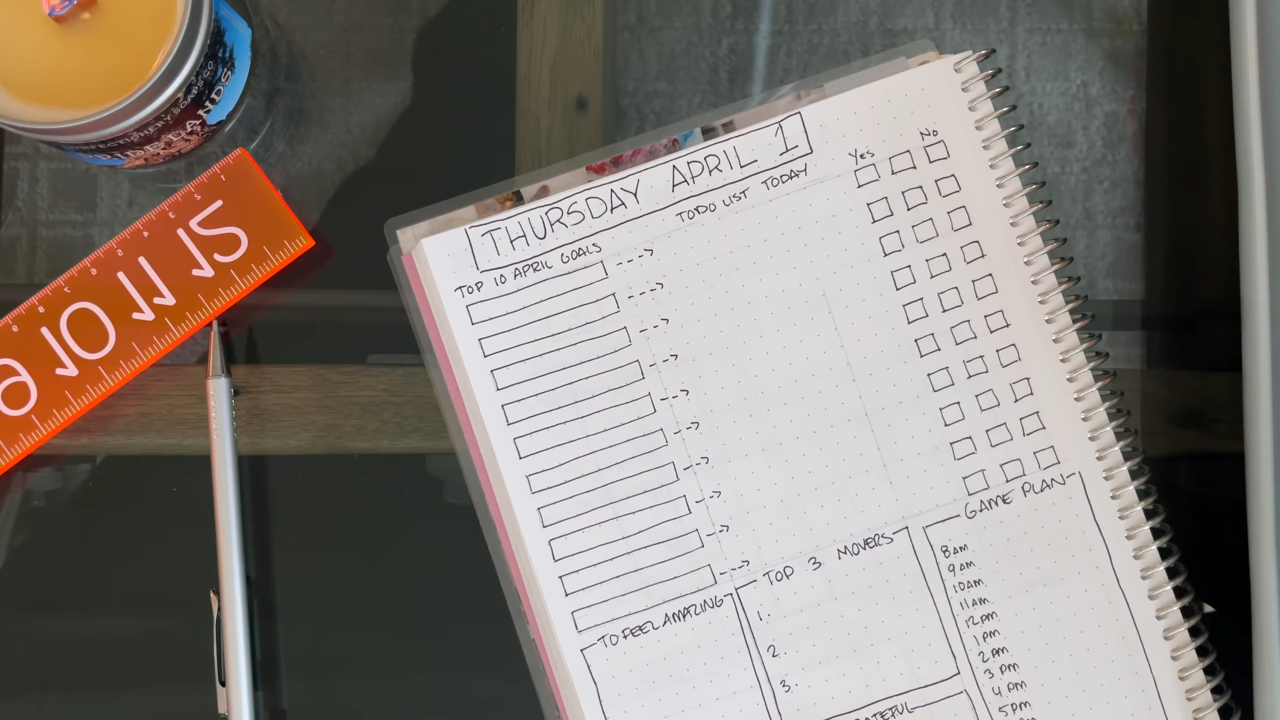 THURSDAY APRIL 1
TOP 10 APRIL GOALS
TODO LIST TODAY
Yes
No
TO FEEL AMAZING
TOP 3 MOVERS
1.
2.
3.
GAME PLAN
8AM
9AM
10AM
11AM
12PM
1PM
2PM
3PM
4PM
5PM